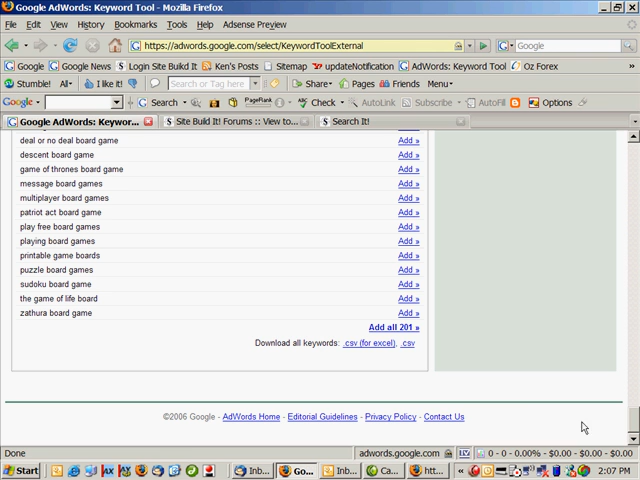 Google AdWords: Keyword Tool - Mozilla Firefox
File Edit View History Bookmarks Tools Help Adsense Preview
https://adwords.google.com/select/KeywordToolExternal
Google
Google Google News Login Site Build It Ken's Posts Sitemap updateNotification Google AdWords: Keyword Tool Oz Forex
Stumble! All I like it! Search or Tag here Share Pages Friends Menu
Google Search PageRank Check AutoLink Subscribe AutoFill Options
Google AdWords: Keywor... Site Build It! Forums :: View to... Search It!
deal or no deal board game Add »
descent board game Add »
game of thrones board game Add »
message board games Add »
multiplayer board games Add »
patriot act board game Add »
play free board games Add »
playing board games Add »
printable game boards Add »
puzzle board games Add »
sudoku board game Add »
the game of life board Add »
zathura board game Add »
Add all 201 »
Download all keywords: .csv (for excel), .csv
©2006 Google - AdWords Home - Editorial Guidelines - Privacy Policy - Contact Us
Done adwords.google.com 0 - 0 - 0.00% - $0.00 - $0.00 - $0.00
Start Inb... Go... Inb... Ca... htt... 2:07 PM